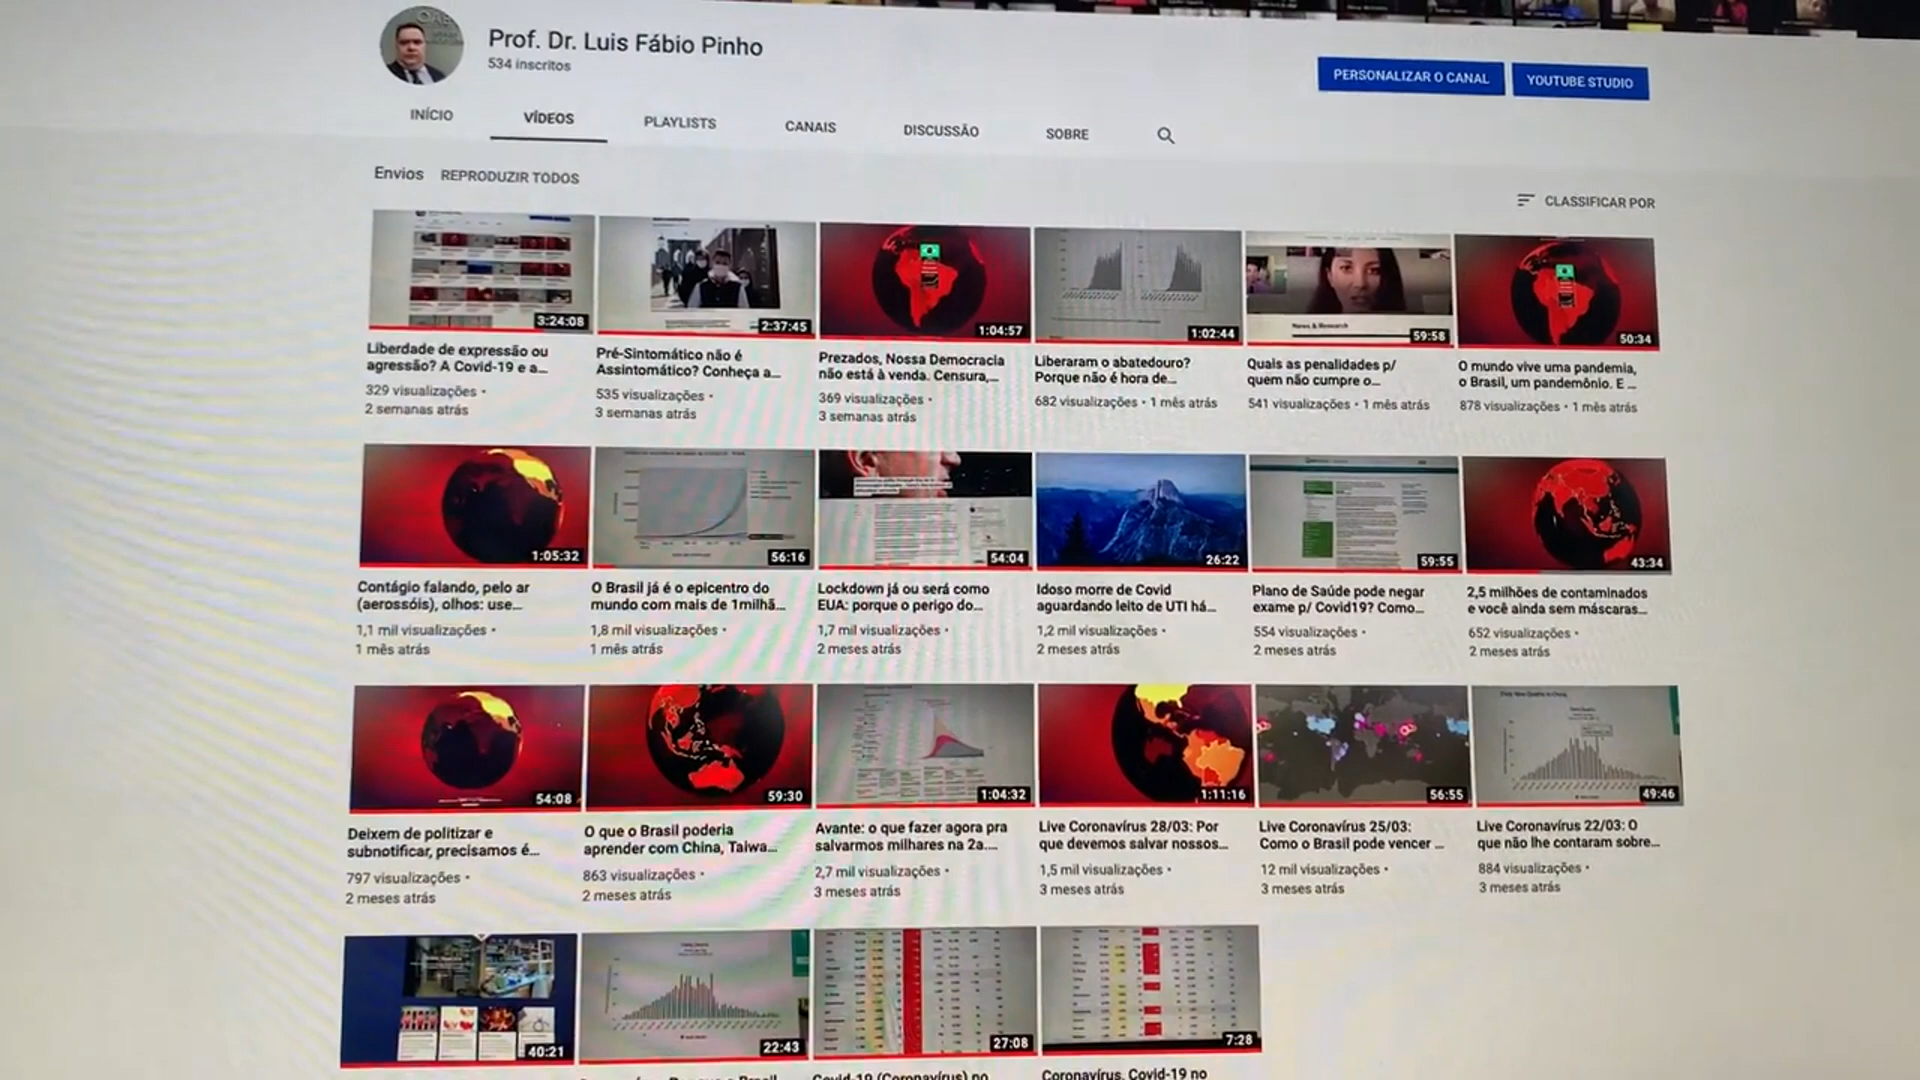 Prof. Dr. Luis Fábio Pinho
534 inscritos
PERSONALIZAR O CANAL
YOUTUBE STUDIO
INÍCIO
VÍDEOS
PLAYLISTS
CANAIS
DISCUSSÃO
SOBRE
Envios
REPRODUZIR TODOS
CLASSIFICAR POR
3:24:08
2:37:45
1:04:57
1:02:44
News & Research
59:58
50:34
Liberdade de expressão ou
agressão? A Covid-19 e a...
329 visualizações •
2 semanas atrás
Pré-Sintomático não é
Assintomático? Conheça a...
535 visualizações •
3 semanas atrás
Prezados, Nossa Democracia
não está à venda. Censura,...
369 visualizações •
3 semanas atrás
Liberaram o abatedouro?
Porque não é hora de...
682 visualizações • 1 mês atrás
Quais as penalidades p/
quem não cumpre o...
541 visualizações • 1 mês atrás
O mundo vive uma pandemia,
o Brasil, um pandemônio. E ...
878 visualizações • 1 mês atrás
1:05:32
56:16
54:04
26:22
59:55
43:34
Contágio falando, pelo ar
(aerossóis), olhos: use...
1,1 mil visualizações •
1 mês atrás
O Brasil já é o epicentro do
mundo com mais de 1milhã...
1,8 mil visualizações •
1 mês atrás
Lockdown já ou será como
EUA: porque o perigo do...
1,7 mil visualizações •
2 meses atrás
Idoso morre de Covid
aguardando leito de UTI há...
1,2 mil visualizações •
2 meses atrás
Plano de Saúde pode negar
exame p/ Covid19? Como...
554 visualizações •
2 meses atrás
2,5 milhões de contaminados
e você ainda sem máscaras...
652 visualizações •
2 meses atrás
54:08
59:30
1:04:32
1:11:16
56:55
49:46
Deixem de politizar e
subnotificar, precisamos é...
797 visualizações •
2 meses atrás
O que o Brasil poderia
aprender com China, Taiwa...
863 visualizações •
2 meses atrás
Avante: o que fazer agora pra
salvarmos milhares na 2a....
2,7 mil visualizações •
3 meses atrás
Live Coronavírus 28/03: Por
que devemos salvar nossos...
1,5 mil visualizações •
3 meses atrás
Live Coronavírus 25/03:
Como o Brasil pode vencer ...
12 mil visualizações •
3 meses atrás
Live Coronavírus 22/03: O
que não lhe contaram sobre...
884 visualizações •
3 meses atrás
40:21
22:43
27:08
7:28
Covid-19 (Coronavírus) no
Coronavírus, Covid-19 no